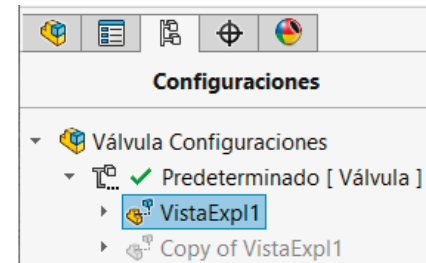 Configuraciones
Válvula Configuraciones
Predeterminado [ Válvula ]
VistaExpl1
Copy of VistaExpl1